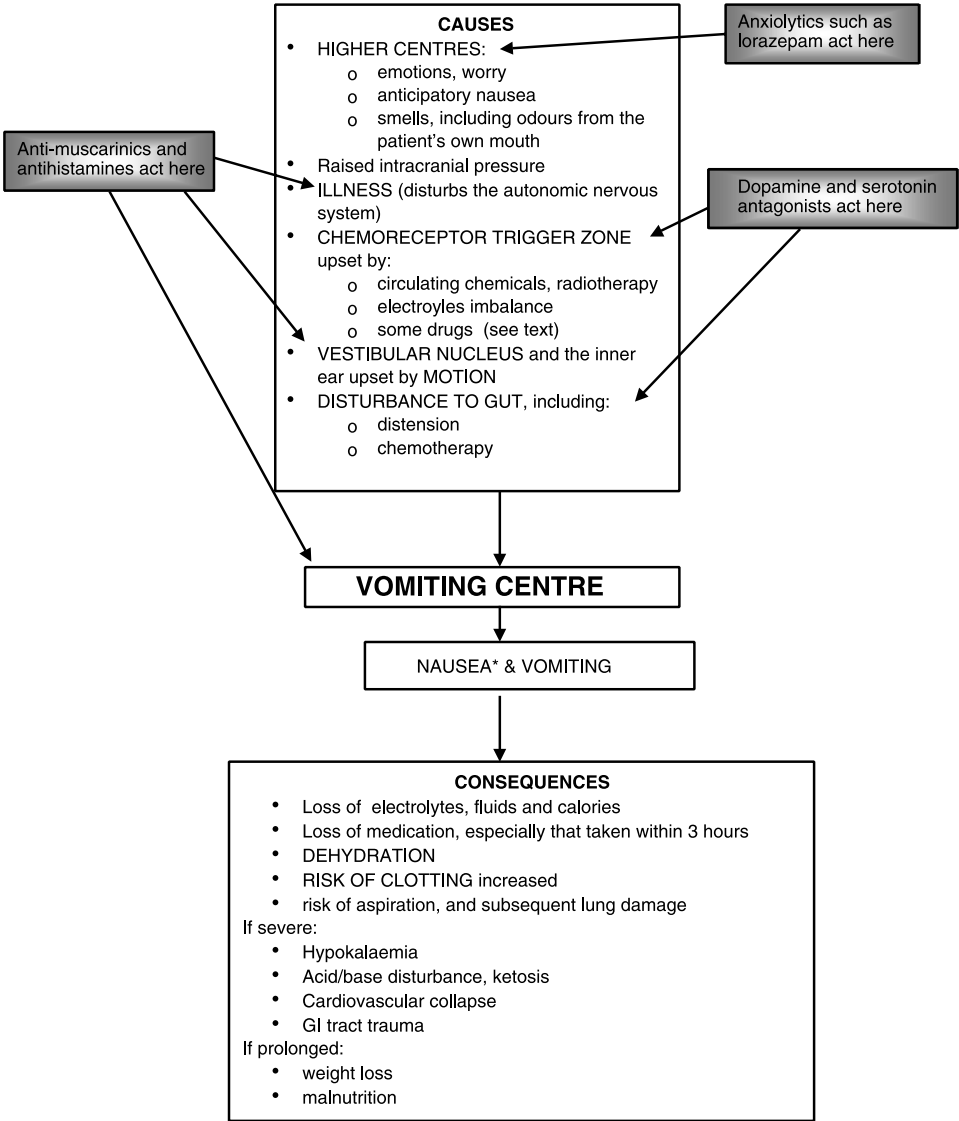 CAUSES
• HIGHER CENTRES:
o emotions, worry
o anticipatory nausea
o smells, including odours from the
patient's own mouth
• Raised intracranial pressure
• ILLNESS (disturbs the autonomic nervous
system)
• CHEMORECEPTOR TRIGGER ZONE
upset by:
o circulating chemicals, radiotherapy
o electroyles imbalance
o some drugs (see text)
• VESTIBULAR NUCLEUS and the inner
ear upset by MOTION
• DISTURBANCE TO GUT, including:
o distension
o chemotherapy
Anxiolytics such as
lorazepam act here
Anti-muscarinics and
antihistamines act here
Dopamine and serotonin
antagonists act here
VOMITING CENTRE
NAUSEA* & VOMITING
CONSEQUENCES
• Loss of electrolytes, fluids and calories
• Loss of medication, especially that taken within 3 hours
• DEHYDRATION
• RISK OF CLOTTING increased
• risk of aspiration, and subsequent lung damage
If severe:
• Hypokalaemia
• Acid/base disturbance, ketosis
• Cardiovascular collapse
• GI tract trauma
If prolonged:
• weight loss
• malnutrition